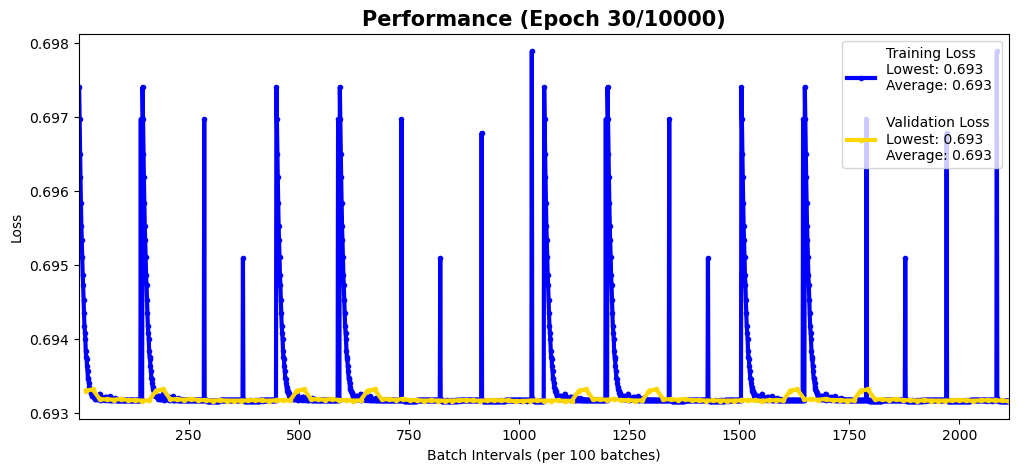 Performance (Epoch 30/10000)
0.698
0.697
0.696
0.695
0.694
0.693
Loss
Training Loss
Lowest: 0.693
Average: 0.693
Validation Loss
Lowest: 0.693
Average: 0.693
250
500
750
1000
1250
1500
1750
2000
Batch Intervals (per 100 batches)